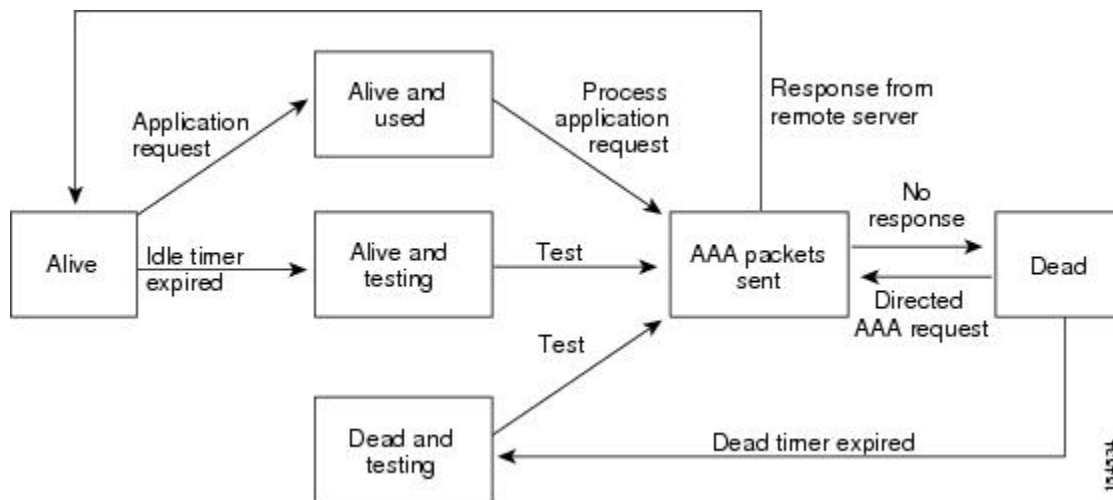 Alive and
used
Application
request
Process
application
request
Response from
remote server
Alive
Idle timer
expired
Alive and
testing
Test
AAA packets
sent
No
response
Directed
AAA request
Dead
Test
Dead and
testing
Dead timer expired